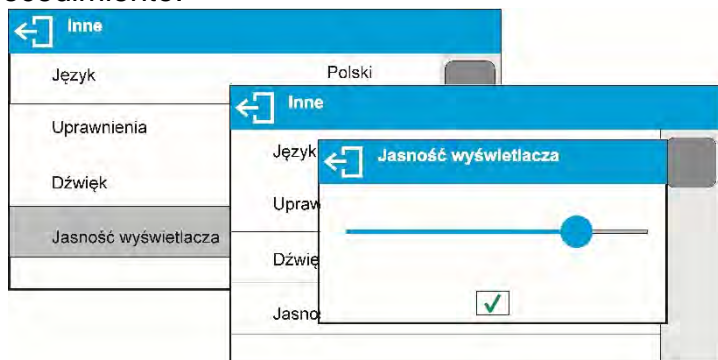 Inne
Język Polski
Uprawnienia
Dźwięk
Jasność wyświetlacza
Inne
Język
Upraw
Dźwię
Jasno
Jasność wyświetlacza